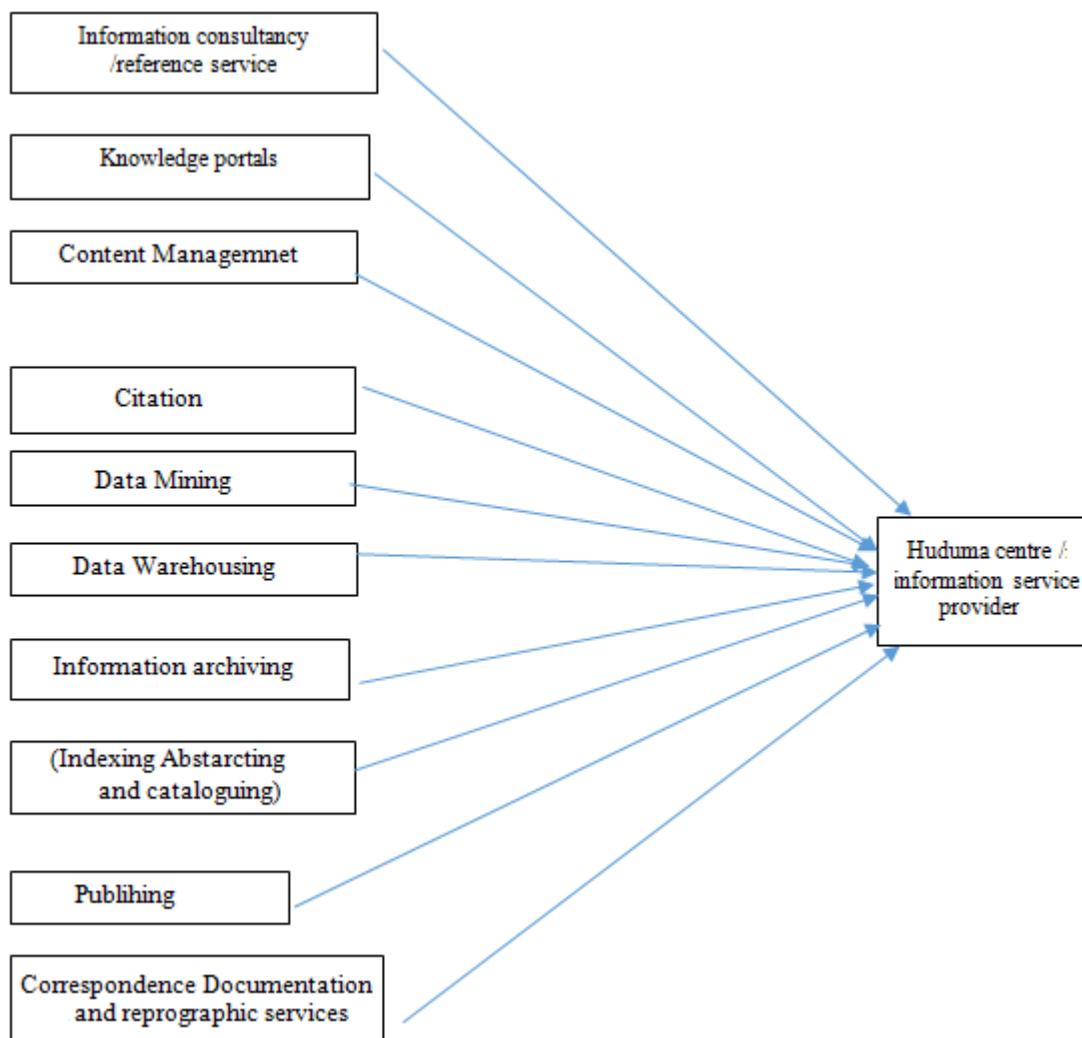 Information consultancy
/reference service
Knowledge portals
Content Managemnet
Citation
Data Mining
Data Warehousing
Information archiving
(Indexing Abstarcting
and cataloguing)
Publihing
Correspondence Documentation
and reprographic services
Huduma centre /:
information service
provider